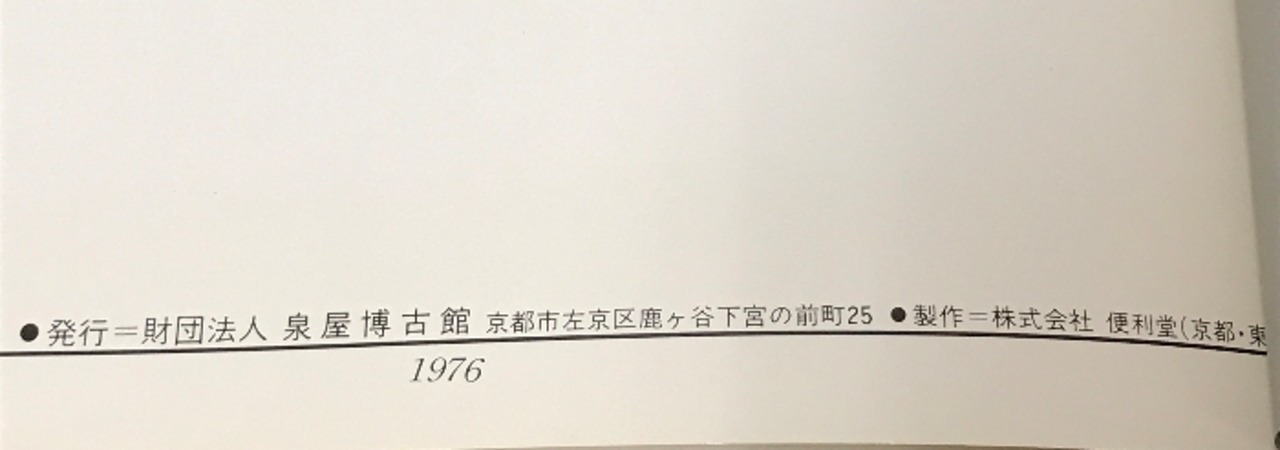 ●発行＝財団法人 泉屋博古館 京都市左京区鹿ヶ谷下宮の前町25 ●製作＝株式会社 便利堂(京都・東
1976